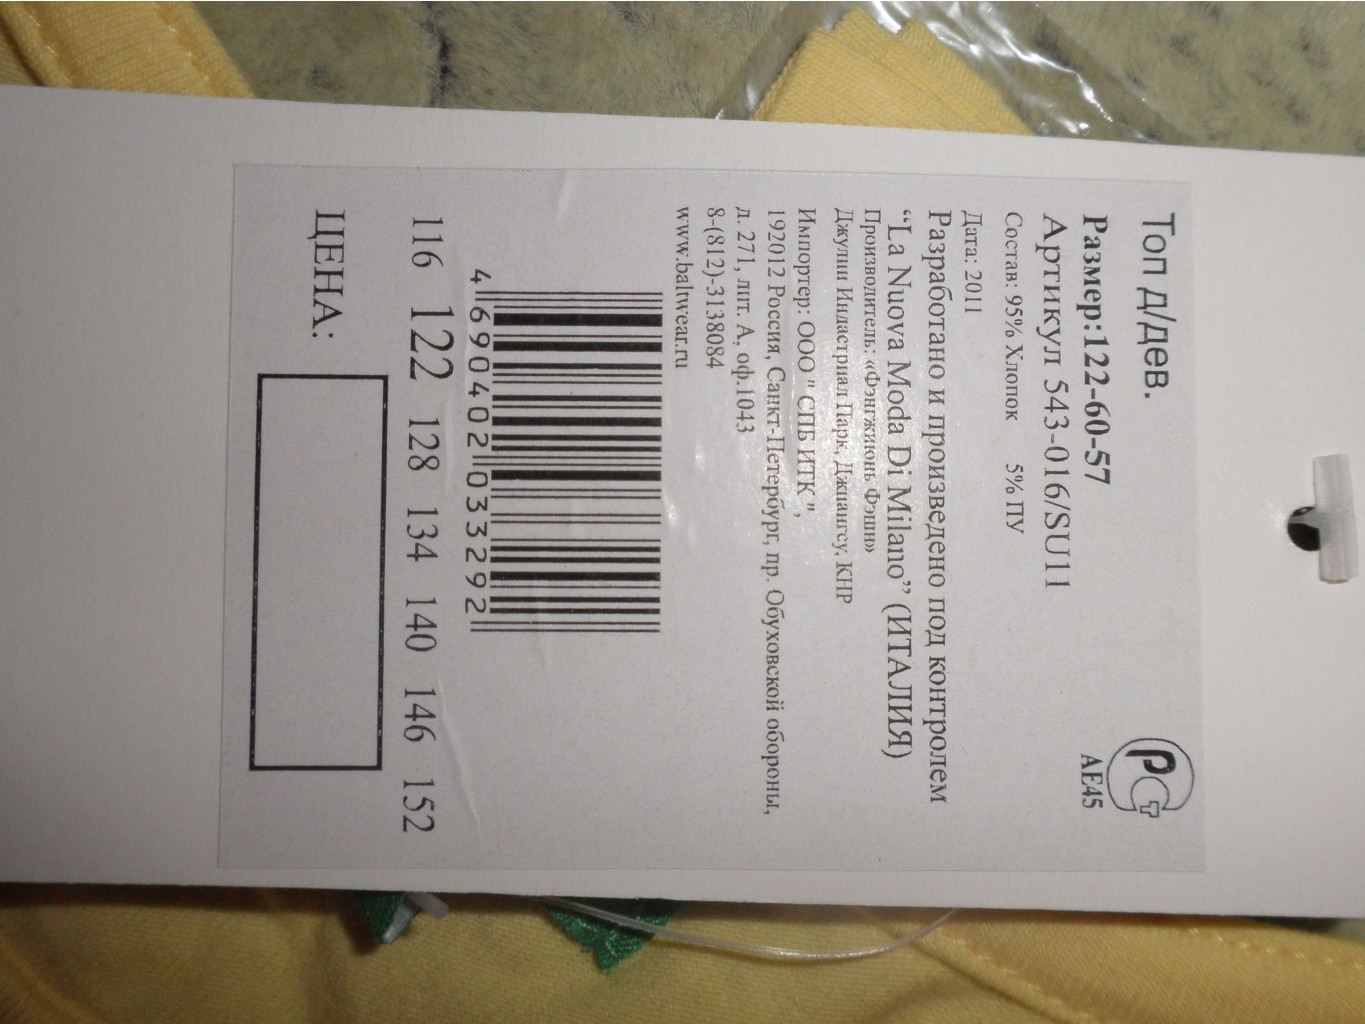 Топ д/дев.
Размер:122-60-57
АЕ45
Артикул 543-016/SU11
Состав: 95% Хлопок 5% ПУ
Дата: 2011
Разработано и произведено под контролем
“La Nuova Moda Di Milano” (ИТАЛИЯ)
Производитель: «Фэнгжиюнь Фэшн»
Джулии Индастриал Парк, Джиангсу, КНР
Импортер: ООО " СПБ ИТК ",
192012 Россия, Санкт-Петербург, пр. Обуховской обороны,
д. 271, лит. А, оф.1043
8-(812)-3138084
www.baltwear.ru
4 690402 033292
116 122 128 134 140 146 152
ЦЕНА: